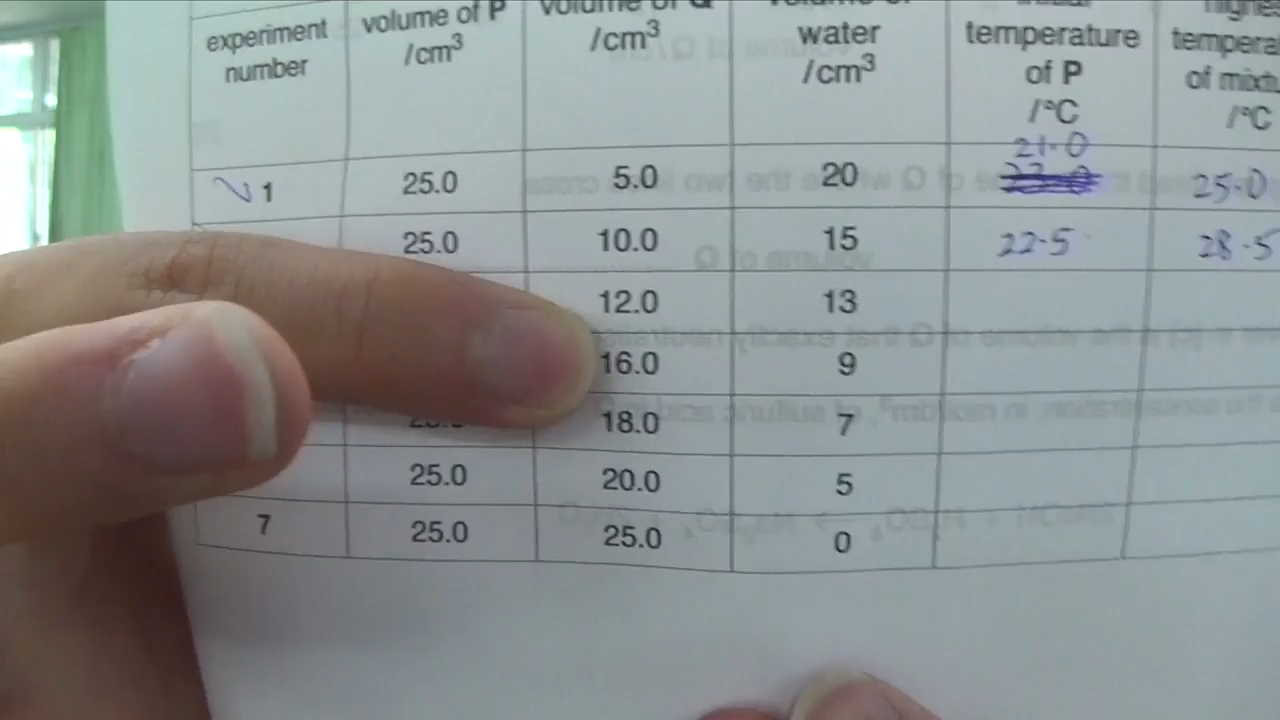 experiment number
volume of P /cm³
/cm³
water /cm³
temperature of P /°C
/°C
1 25.0 5.0 20 21.0 25.0
25.0 10.0 15 22.5 28.5
12.0 13
16.0 9
18.0 7
25.0 20.0 5
7 25.0 25.0 0